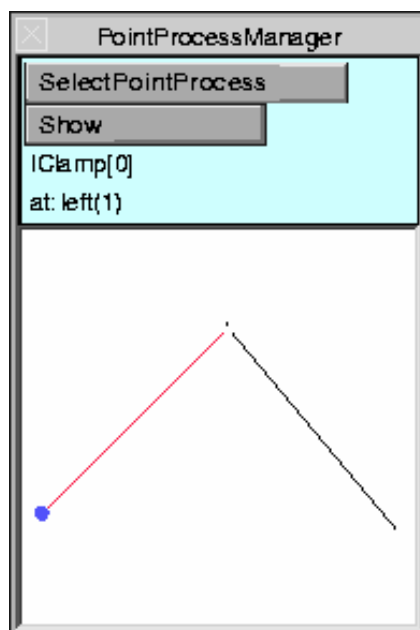 PointProcessManager
SelectPointProcess
Show
IClamp[0]
at: left(1)